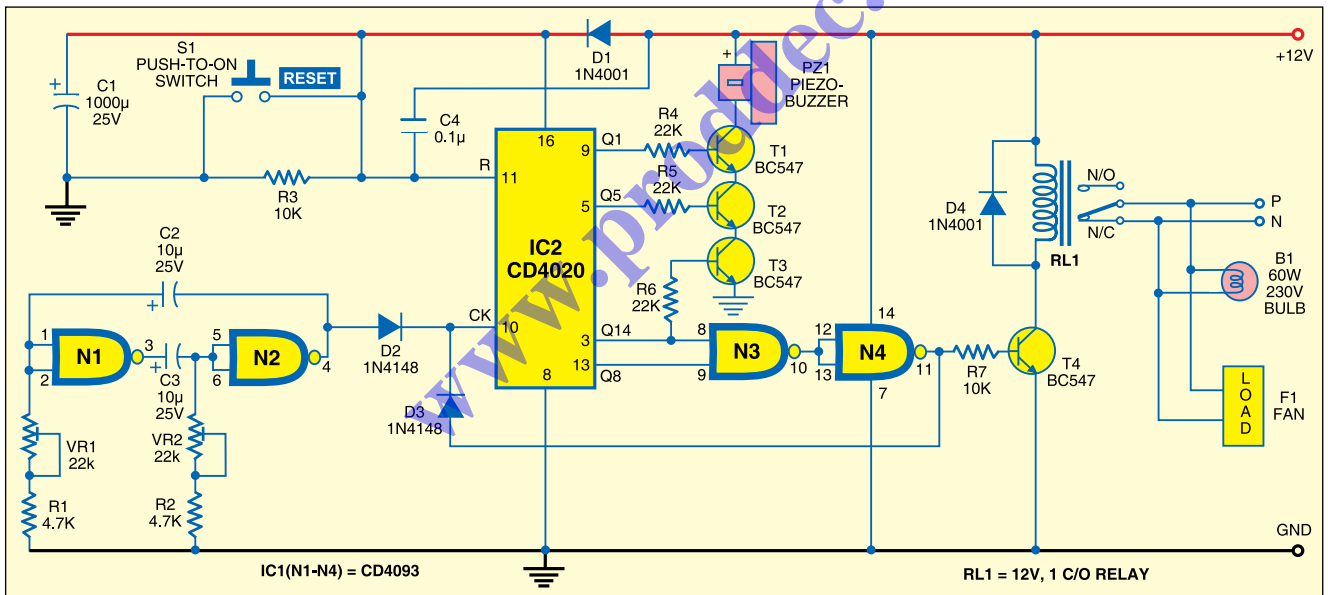 S1
PUSH-TO-ON
SWITCH
RESET
+
C1
1000µ
25V
R3
10K
C4
0.1µ
D1
1N4001
+
PZ1
PIEZO-
BUZZER
+12V
R4
22K
R5
22K
R6
22K
T1
BC547
T2
BC547
T3
BC547
16
R
11
9
Q1
5
Q5
IC2
CD4020
CK
10
3
Q14
13
Q8
8
C2
10µ
25V
+
1
2
N1
3
+
C3
10µ
25V
5
6
N2
4
D2
1N4148
D3
1N4148
VR1
22k
R1
4.7K
VR2
22k
R2
4.7K
8
9
N3
10
12
13
N4
14
11
7
R7
10K
T4
BC547
D4
1N4001
RL1
N/O
N/C
P
N
B1
60W
230V
BULB
LOAD
F1
FAN
GND
IC1(N1-N4) = CD4093
RL1 = 12V, 1 C/O RELAY
www.proddec.